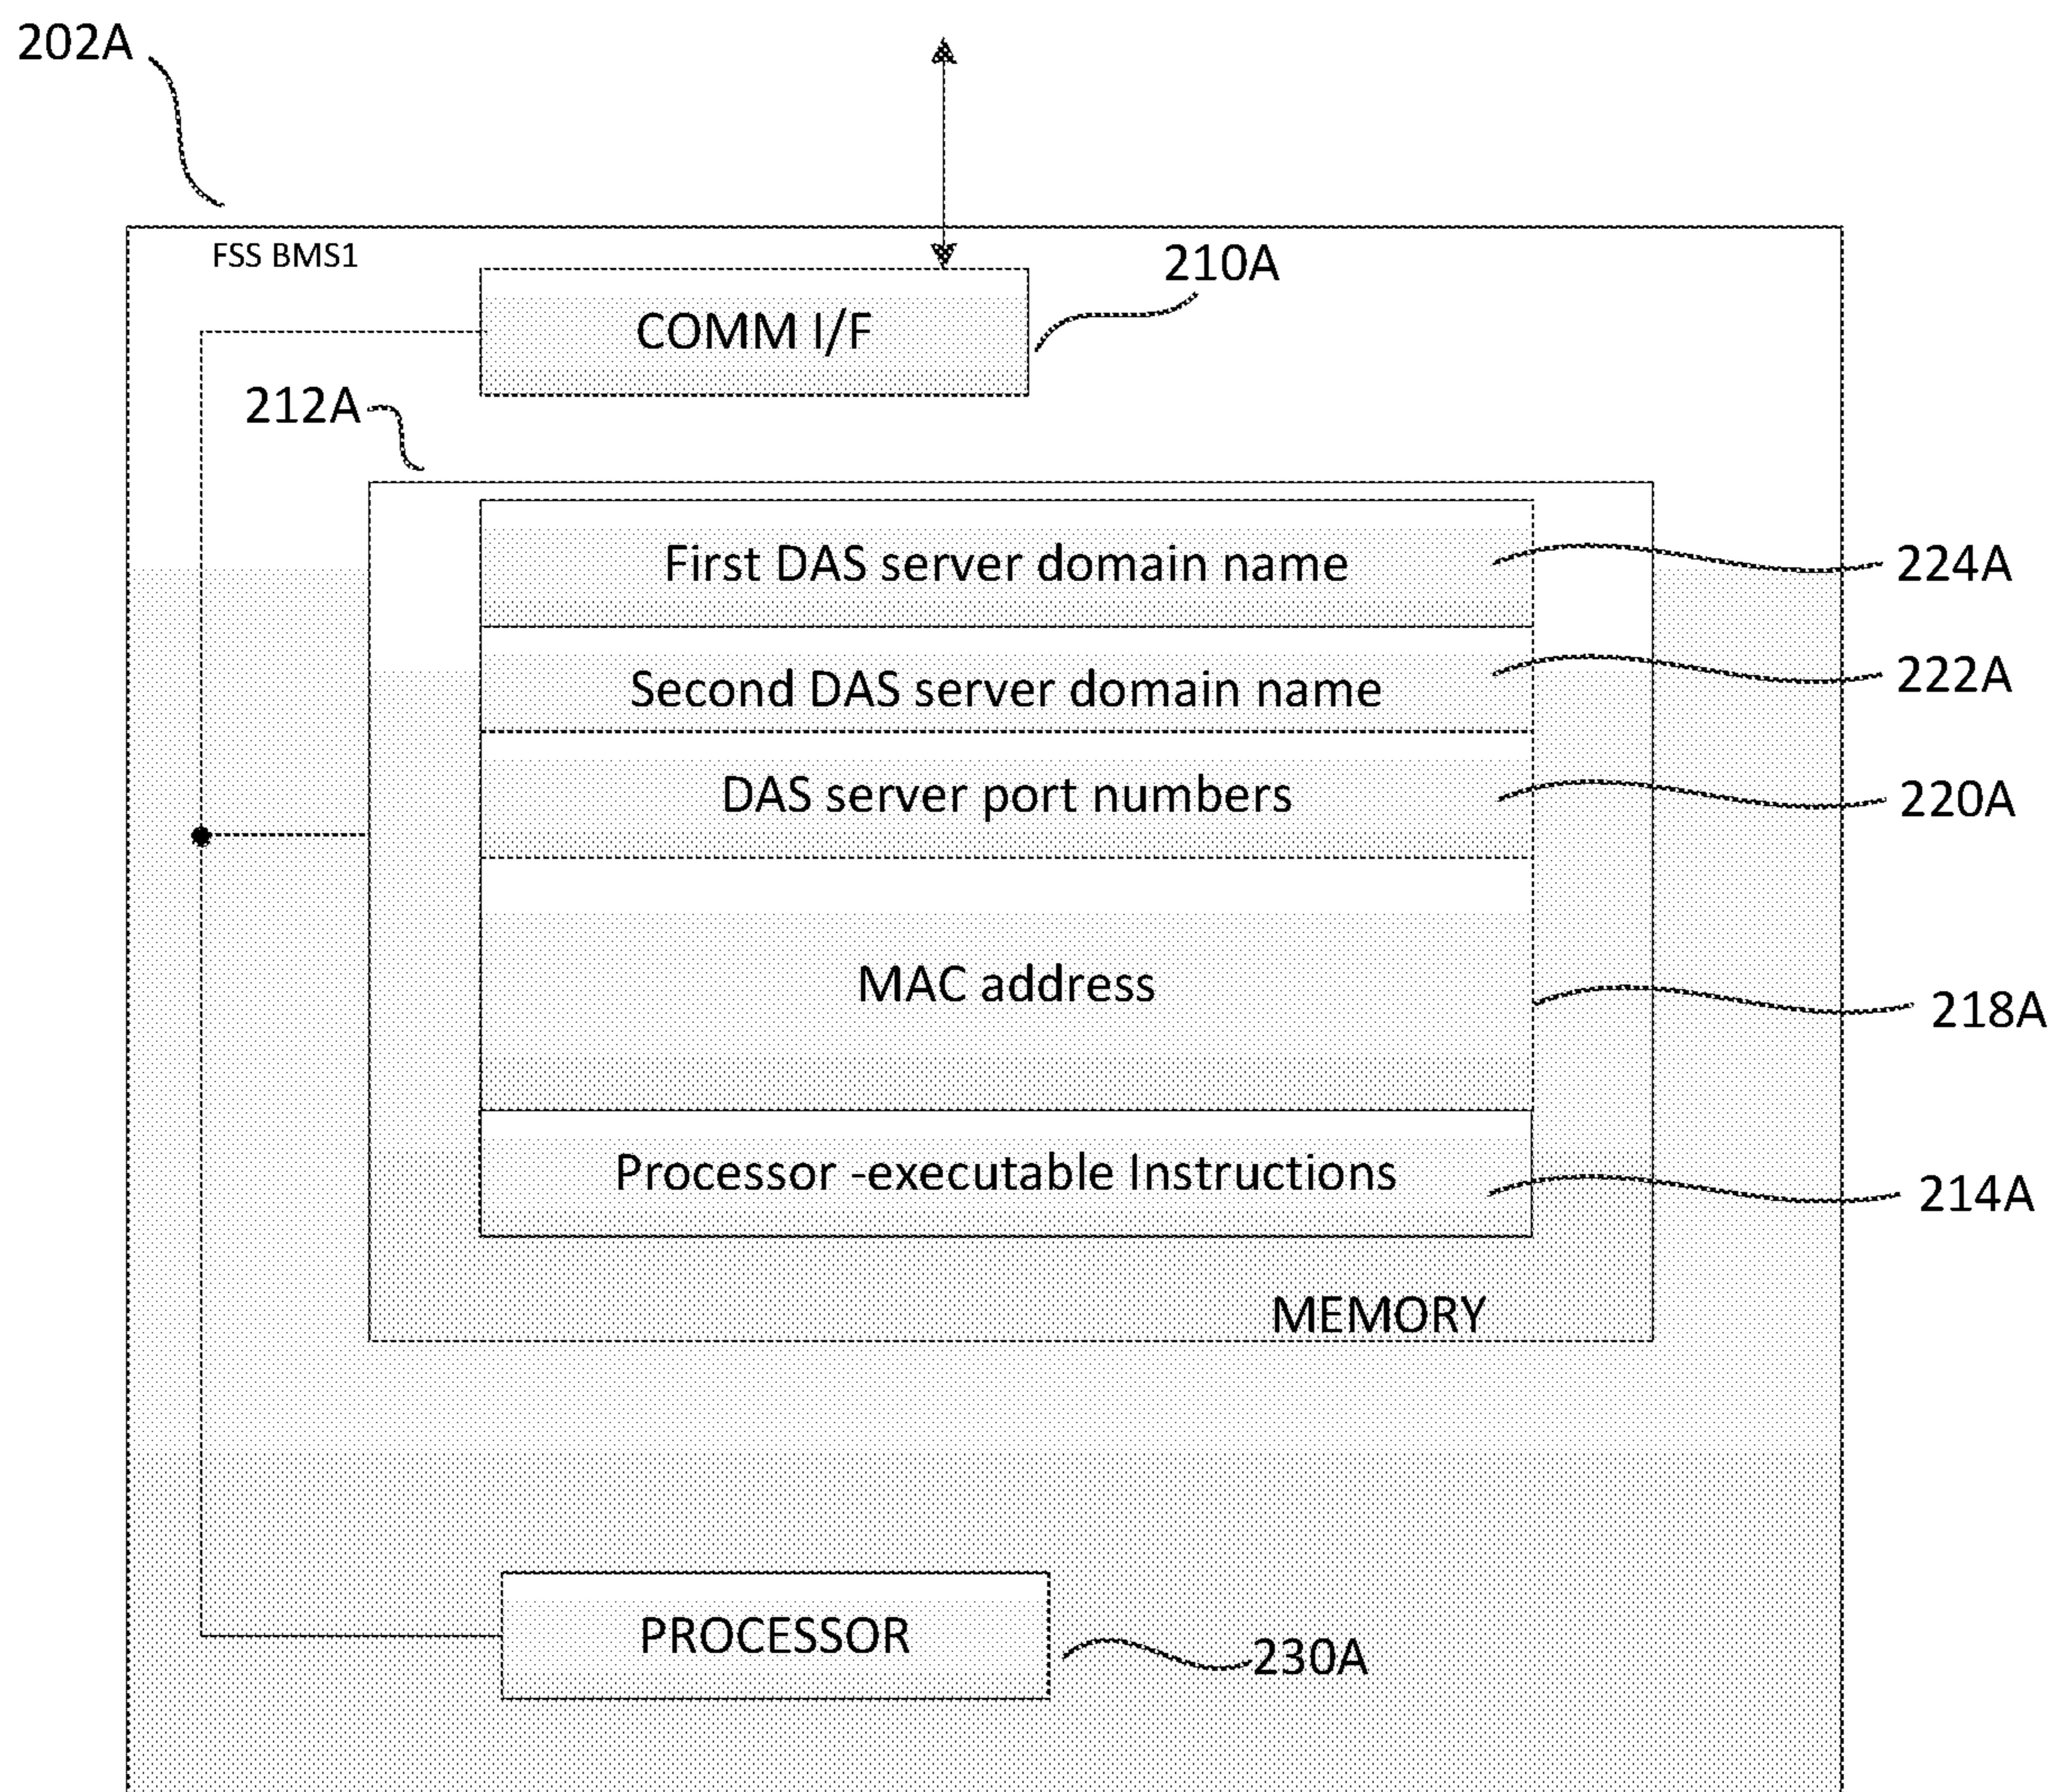 202A
FSS BMS1
210A
COMM I/F
212A
First DAS server domain name
224A
Second DAS server domain name
222A
DAS server port numbers
220A
MAC address
218A
Processor -executable Instructions
214A
MEMORY
PROCESSOR
230A